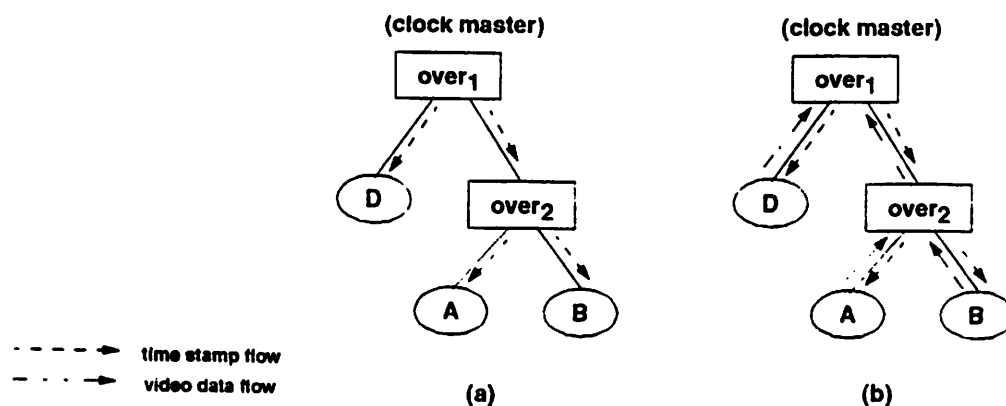 (clock master)
over1
D
over2
A
B
(a)
(clock master)
over1
D
over2
A
B
(b)
time stamp flow
video data flow